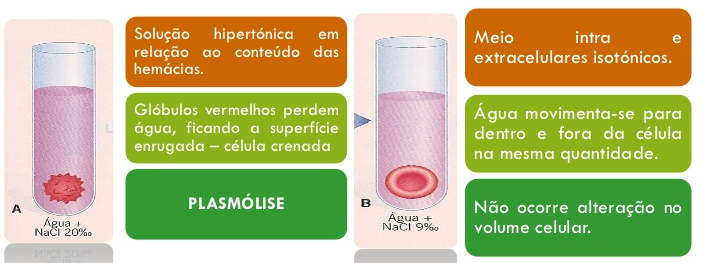 Solução hipertónica em
relação ao conteúdo das
hemácias.
Glóbulos vermelhos perdem
água, ficando a superfície
enrugada – célula crenada
PLASMÓLISE
A
Água +
NaCl 20‰
Meio intra e
extracelulares isotónicos.
Água movimenta-se para
dentro e fora da célula
na mesma quantidade.
Não ocorre alteração no
volume celular.
B
Água +
NaCl 9‰